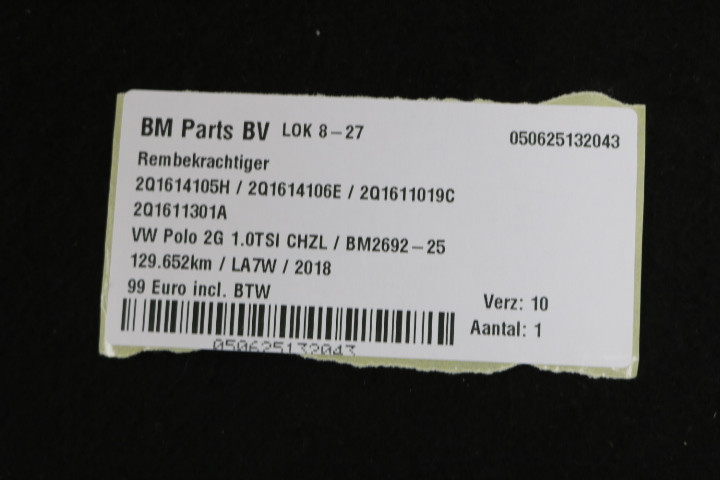 BM Parts BV LOK 8-27 050625132043
Rembekrachtiger
2Q1614105H / 2Q1614106E / 2Q1611019C
2Q1611301A
VW Polo 2G 1.0TSI CHZL / BM2692-25
129.652km / LA7W / 2018
99 Euro incl. BTW
Verz: 10
Aantal: 1
050625132043